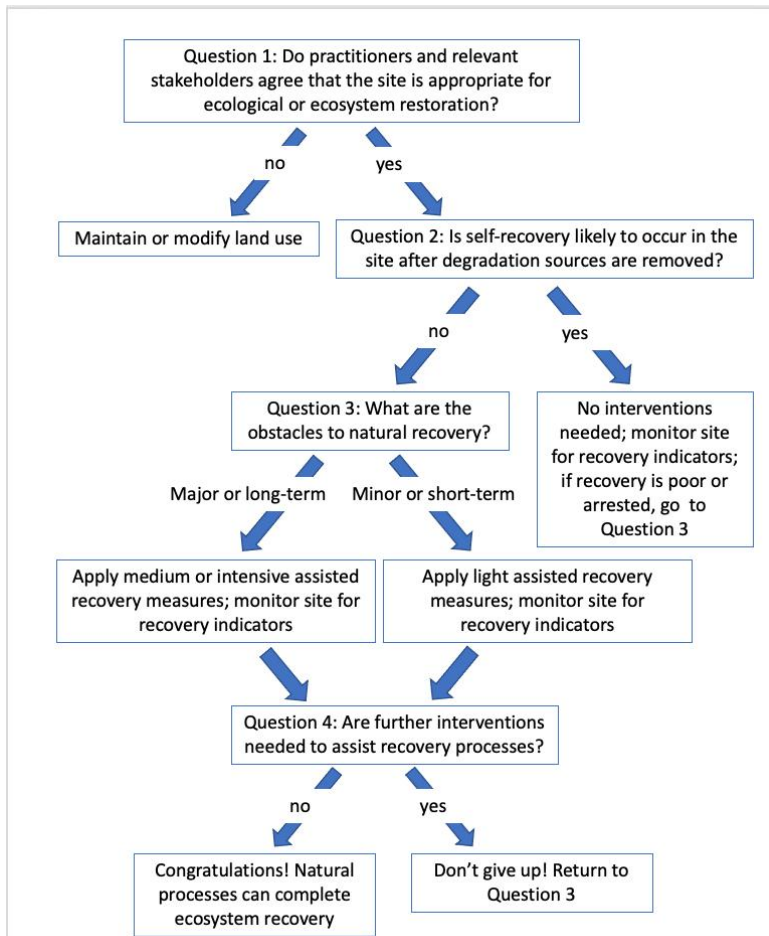 Question 1: Do practitioners and relevant
stakeholders agree that the site is appropriate for
ecological or ecosystem restoration?
no
yes
Maintain or modify land use
Question 2: Is self-recovery likely to occur in the
site after degradation sources are removed?
no
yes
Question 3: What are the
obstacles to natural recovery?
No interventions
needed; monitor site
for recovery indicators;
if recovery is poor or
arrested, go to
Question 3
Major or long-term
Minor or short-term
Apply medium or intensive assisted
recovery measures; monitor site for
recovery indicators
Apply light assisted recovery
measures; monitor site for
recovery indicators
Question 4: Are further interventions
needed to assist recovery processes?
no
yes
Congratulations! Natural
processes can complete
ecosystem recovery
Don’t give up! Return to
Question 3